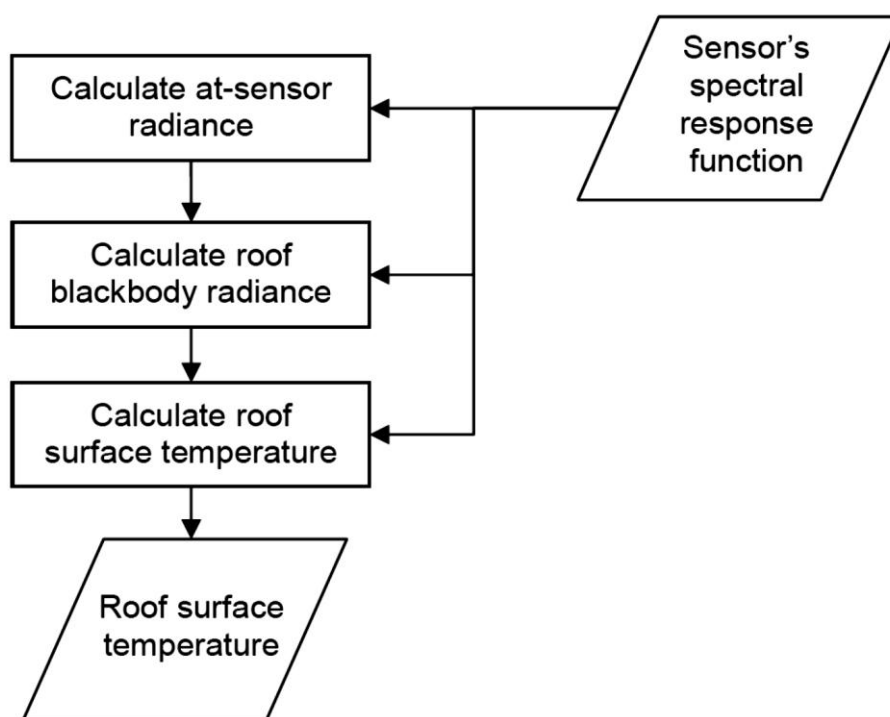 Calculate at-sensor
radiance
Sensor's
spectral
response
function
Calculate roof
blackbody radiance
Calculate roof
surface temperature
Roof surface
temperature